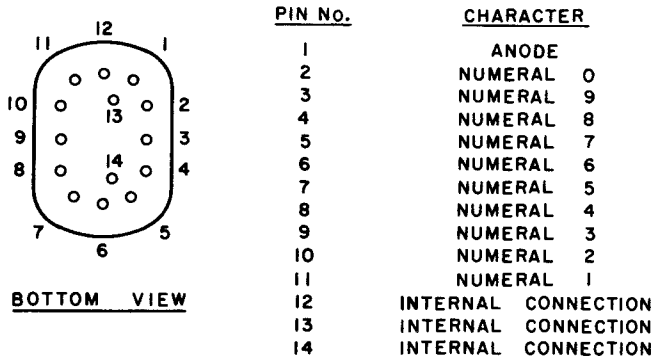 12
11 1
10 2
13
9 3
14
8 4
7 5
6
BOTTOM VIEW
PIN No. CHARACTER
1 ANODE
2 NUMERAL 0
3 NUMERAL 9
4 NUMERAL 8
5 NUMERAL 7
6 NUMERAL 6
7 NUMERAL 5
8 NUMERAL 4
9 NUMERAL 3
10 NUMERAL 2
11 NUMERAL 1
12 INTERNAL CONNECTION
13 INTERNAL CONNECTION
14 INTERNAL CONNECTION